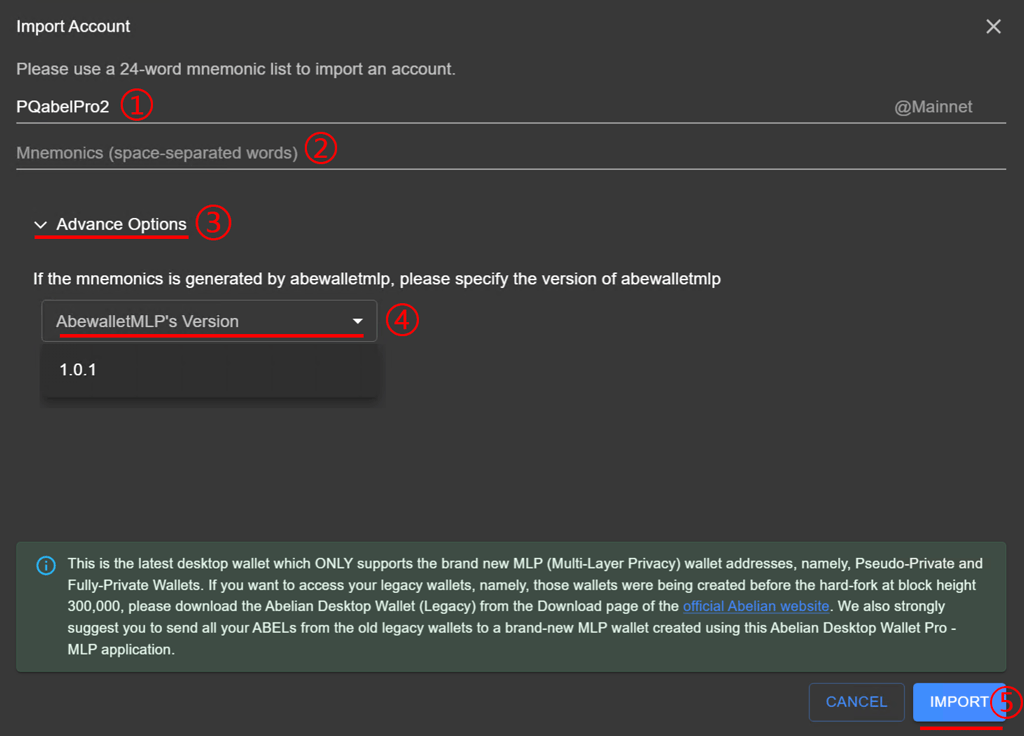 Import Account
Please use a 24-word mnemonic list to import an account.
PQabelPro2 ① @Mainnet
Mnemonics (space-separated words) ②
Advance Options ③
If the mnemonics is generated by abewalletmlp, please specify the version of abewalletmlp
AbewalletMLP's Version ④
1.0.1
This is the latest desktop wallet which ONLY supports the brand new MLP (Multi-Layer Privacy) wallet addresses, namely, Pseudo-Private and
Fully-Private Wallets. If you want to access your legacy wallets, namely, those wallets were being created before the hard-fork at block height
300,000, please download the Abelian Desktop Wallet (Legacy) from the Download page of the official Abelian website. We also strongly
suggest you to send all your ABELs from the old legacy wallets to a brand-new MLP wallet created using this Abelian Desktop Wallet Pro -
MLP application.
CANCEL IMPORT ⑤